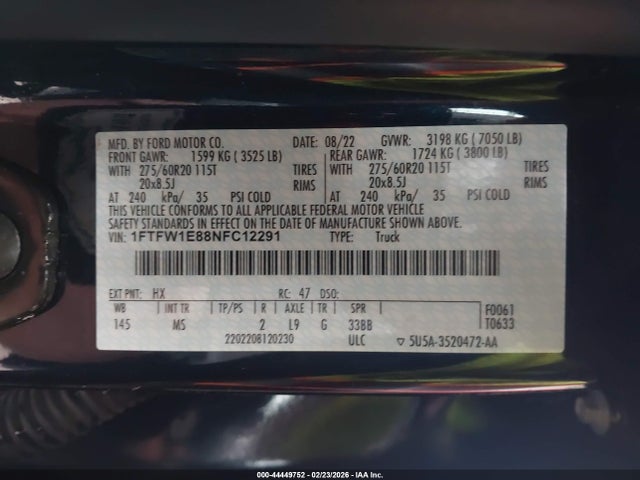 MFD. BY FORD MOTOR CO. DATE: 08/22 GVWR: 3198 KG ( 7050 LB)
FRONT GAWR: 1599 KG ( 3525 LB) REAR GAWR: 1724 KG ( 3800 LB)
WITH 275/60R20 115T TIRES WITH 275/60R20 115T TIRES
20x8.5J RIMS 20x8.5J RIMS
AT 240 kPa/ 35 PSI COLD AT 240 kPa/ 35 PSI COLD
THIS VEHICLE CONFORMS TO ALL APPLICABLE FEDERAL MOTOR VEHICLE
SAFETY STANDARDS IN EFFECT ON THE DATE OF MANUFACTURE SHOWN ABOVE.
VIN: 1FTFW1E88NFC12291 TYPE: Truck
EXT PNT: HX RC: 47 DSO:
WB INT TR TP/PS R AXLE TR SPR F0061
145 MS 2 L9 G 33BB T0633
2202208120230 ULC ▽ 5U5A-3520472-AA
000-44449752 - 02/23/2026 - IAA Inc.